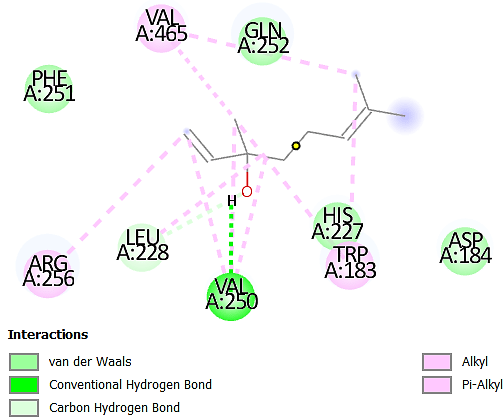 VAL
A:465
GLN
A:252
PHE
A:251
H
O
LEU
A:228
HIS
A:227
ARG
A:256
VAL
A:250
TRP
A:183
ASP
A:184
Interactions
van der Waals
Conventional Hydrogen Bond
Carbon Hydrogen Bond
Alkyl
Pi-Alkyl